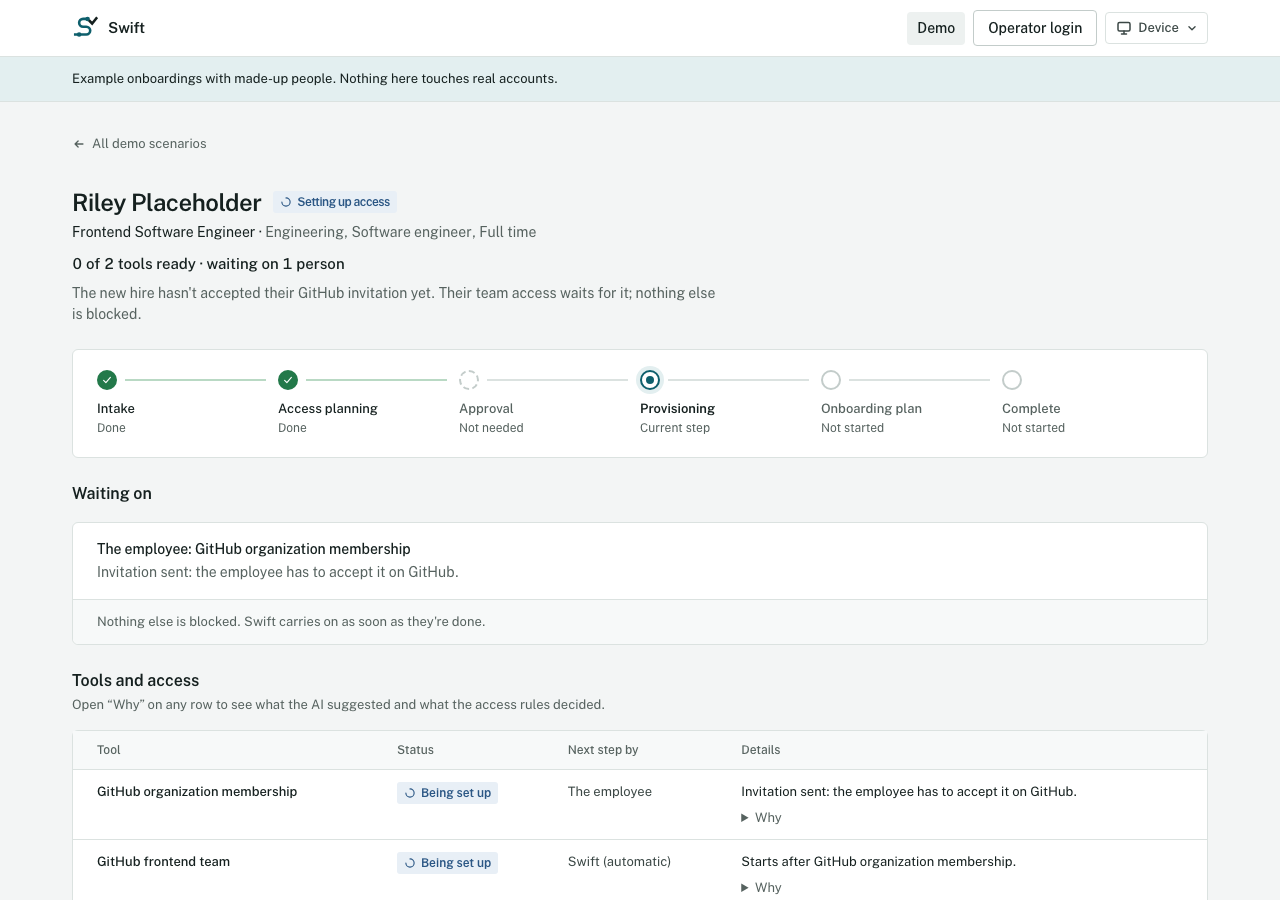 Swift
Demo
Operator login
Device
Example onboardings with made-up people. Nothing here touches real accounts.
All demo scenarios
Riley Placeholder
Setting up access
Frontend Software Engineer · Engineering, Software engineer, Full time
0 of 2 tools ready · waiting on 1 person
The new hire hasn't accepted their GitHub invitation yet. Their team access waits for it; nothing else
is blocked.
Intake
Done
Access planning
Done
Approval
Not needed
Provisioning
Current step
Onboarding plan
Not started
Complete
Not started
Waiting on
The employee: GitHub organization membership
Invitation sent: the employee has to accept it on GitHub.
Nothing else is blocked. Swift carries on as soon as they're done.
Tools and access
Open “Why” on any row to see what the AI suggested and what the access rules decided.
Tool Status Next step by Details
GitHub organization membership Being set up The employee Invitation sent: the employee has to accept it on GitHub.
Why
GitHub frontend team Being set up Swift (automatic) Starts after GitHub organization membership.
Why